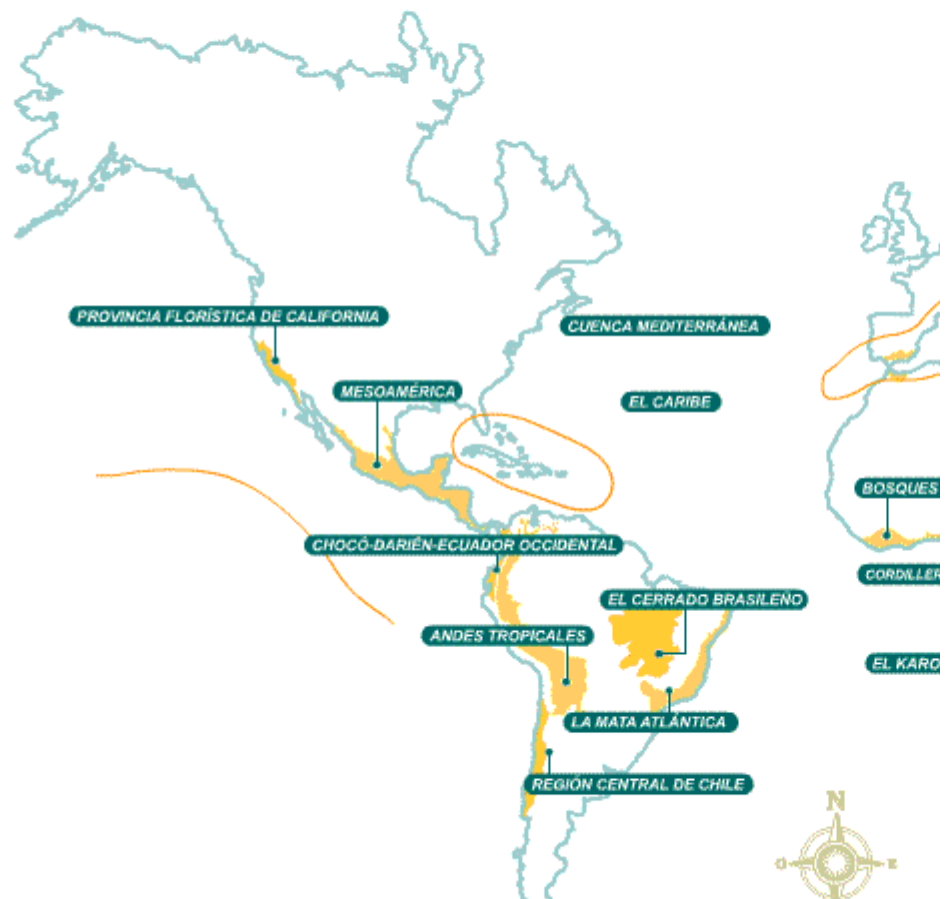 PROVINCIA FLORÍSTICA DE CALIFORNIA
CUENCA MEDITERRÁNEA
MESOAMÉRICA
EL CARIBE
BOSQUES
CHOCÓ-DARIÉN-ECUADOR OCCIDENTAL
CORDILLER
EL CERRADO BRASILEÑO
ANDES TROPICALES
EL KARO
LA MATA ATLÁNTICA
REGIÓN CENTRAL DE CHILE
N
O E